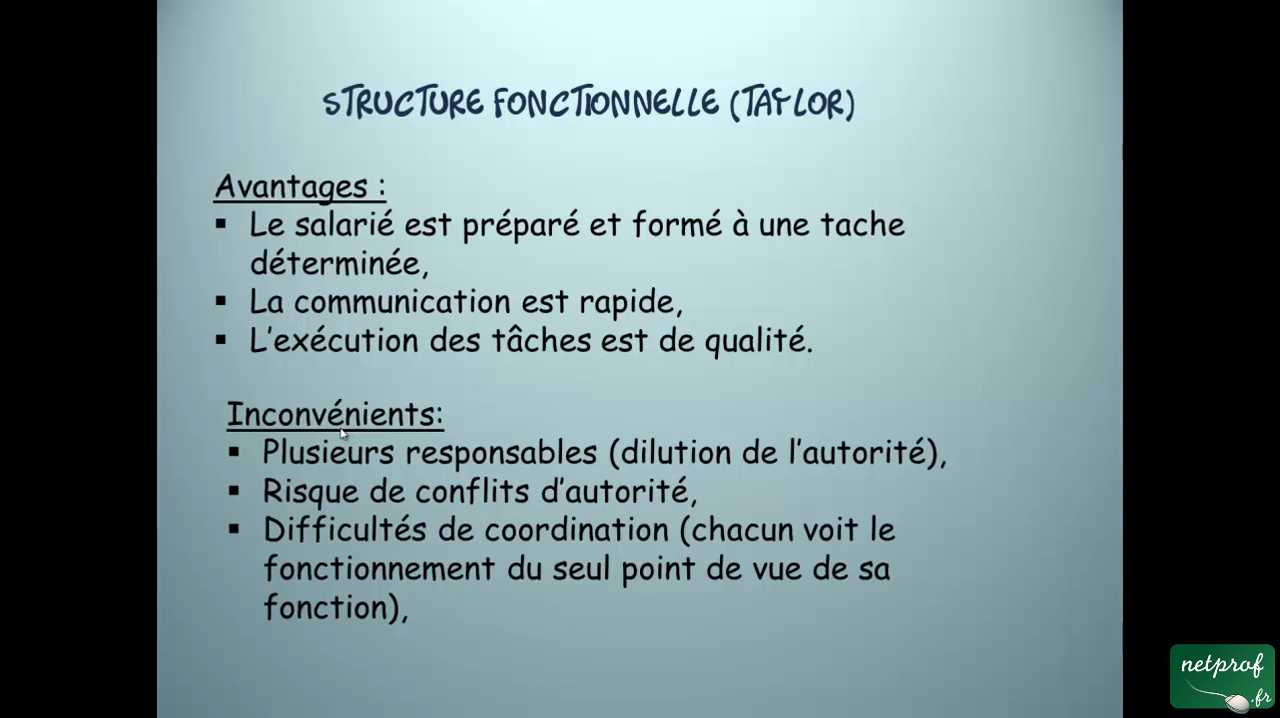 STRUCTURE FONCTIONNELLE (TAYLOR)
Avantages :
▪ Le salarié est préparé et formé à une tache
déterminée,
▪ La communication est rapide,
▪ L'exécution des tâches est de qualité.
Inconvénients:
▪ Plusieurs responsables (dilution de l'autorité),
▪ Risque de conflits d'autorité,
▪ Difficultés de coordination (chacun voit le
fonctionnement du seul point de vue de sa
fonction),
netprof
.fr